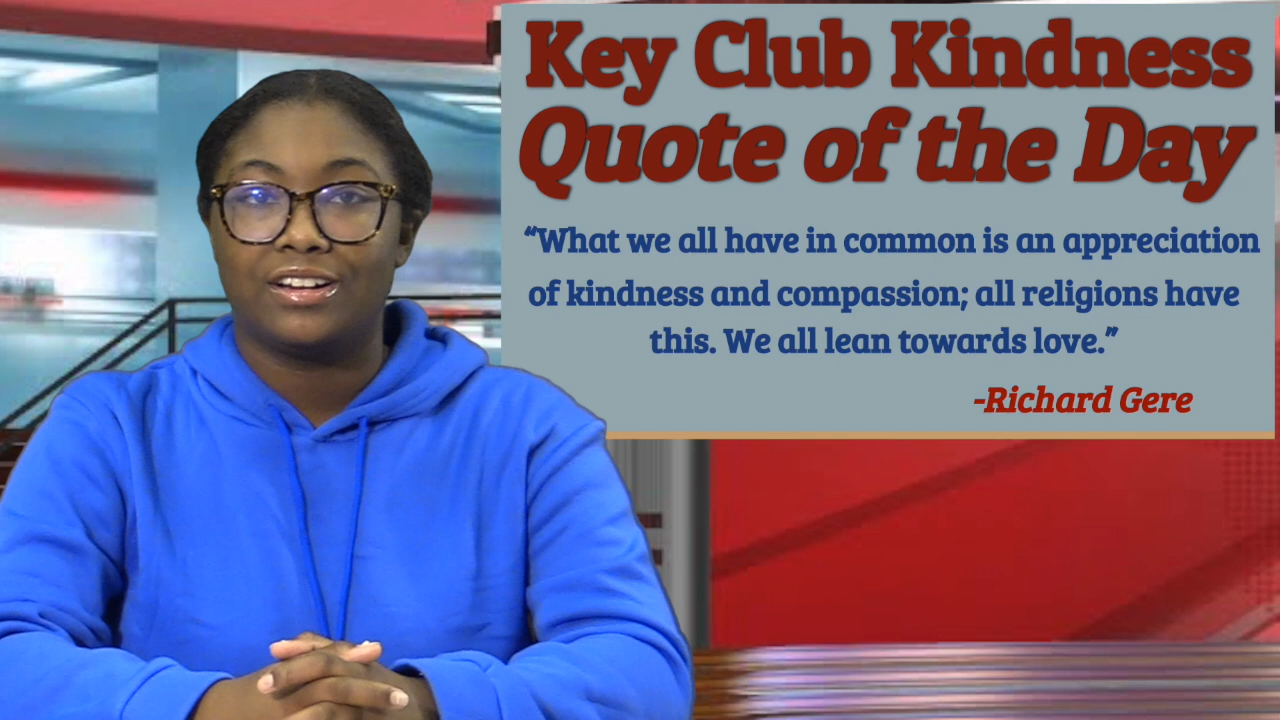 Key Club Kindness
Quote of the Day
“What we all have in common is an appreciation
of kindness and compassion; all religions have
this. We all lean towards love.”
-Richard Gere